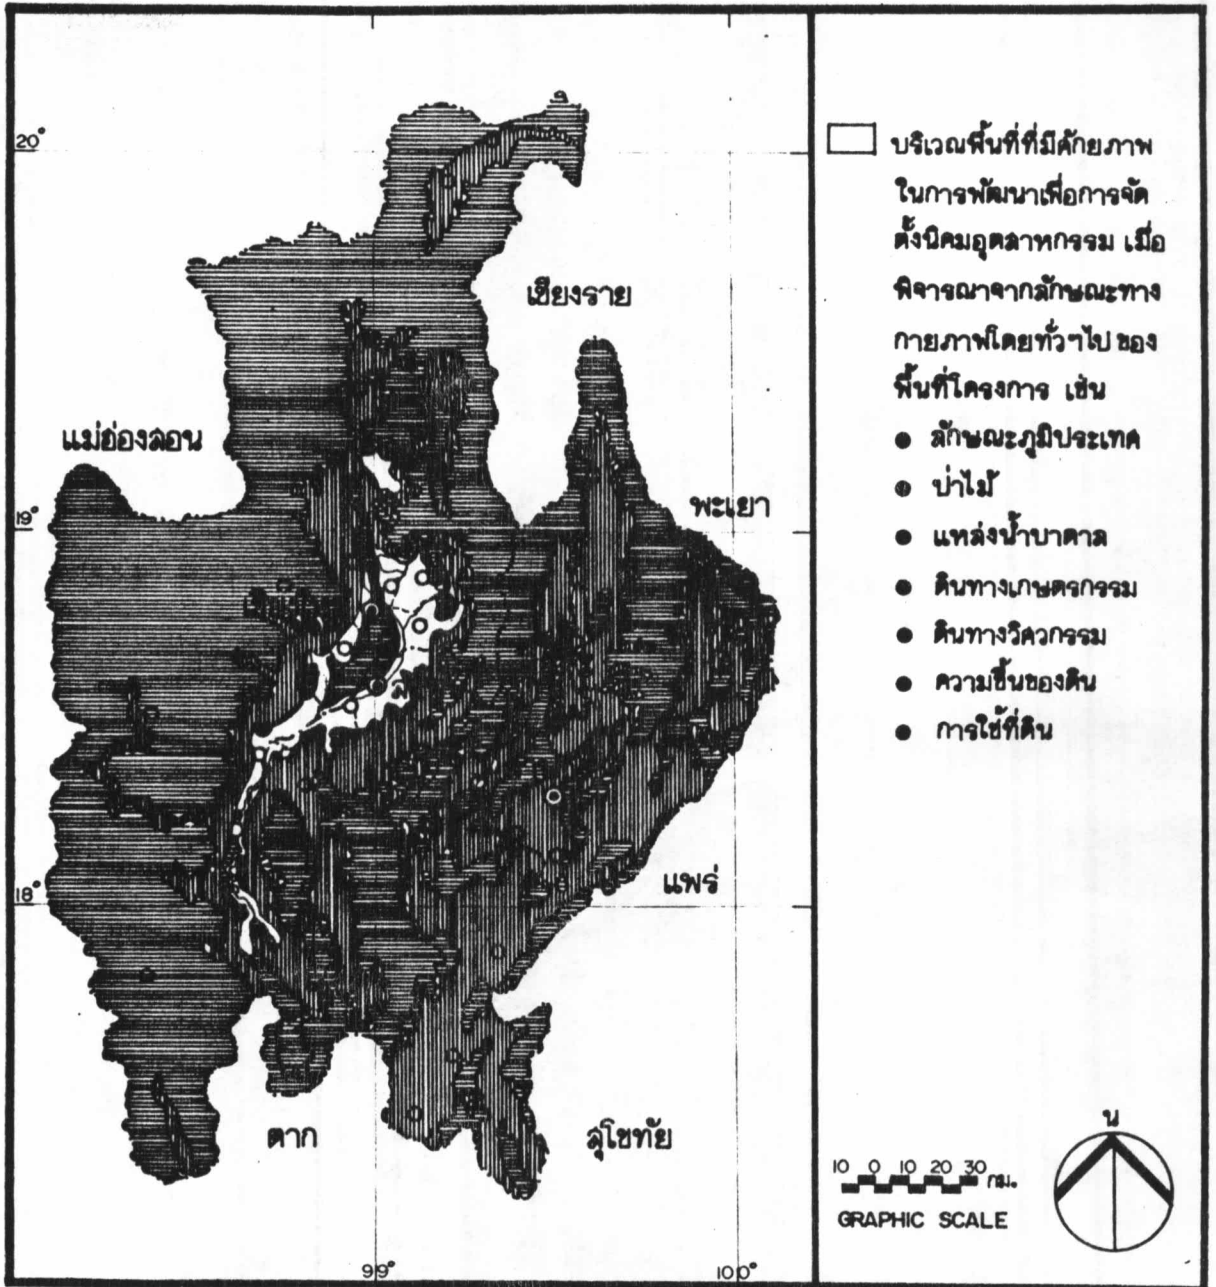 20°
เชียงราย
แม่ฮ่องสอน
19°
พะเยา
แพร่
18°
ตาก
สุโขทัย
99°
100°
บริเวณพื้นที่ที่มีศักยภาพ
ในการพัฒนาเพื่อการจัด
ตั้งนิคมอุตสาหกรรม เมื่อ
พิจารณาจากลักษณะทาง
กายภาพโดยทั่วๆไป ของ
พื้นที่โครงการ เช่น
● ลักษณะภูมิประเทศ
● ป่าไม้
● แหล่งน้ำบาดาล
● ดินทางเกษตรกรรม
● ดินทางวิศวกรรม
● ความชื้นของดิน
● การใช้ที่ดิน
น
10 0 10 20 30 กม.
GRAPHIC SCALE